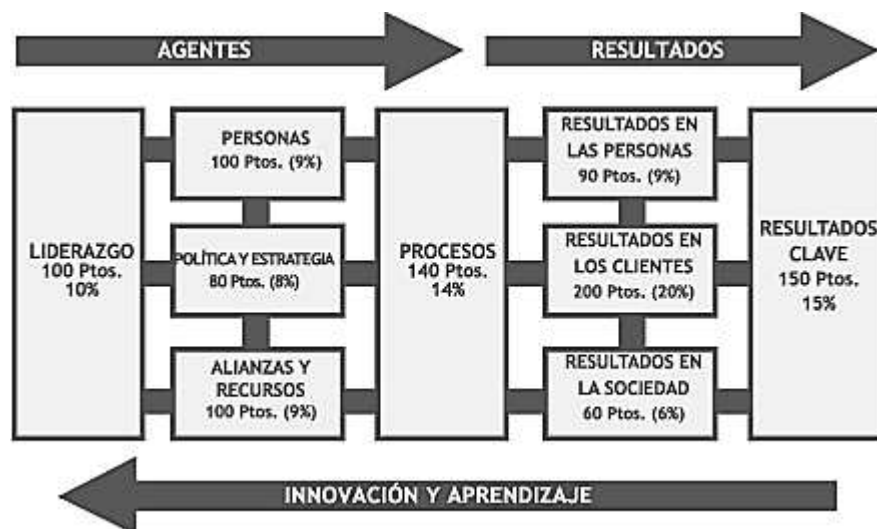 AGENTES
RESULTADOS
LIDERAZGO
100 Ptos.
10%
PERSONAS
100 Ptos. (9%)
POLÍTICA Y ESTRATEGIA
80 Ptos. (8%)
ALIANZAS Y
RECURSOS
100 Ptos. (9%)
PROCESOS
140 Ptos.
14%
RESULTADOS EN
LAS PERSONAS
90 Ptos. (9%)
RESULTADOS EN
LOS CLIENTES
200 Ptos. (20%)
RESULTADOS EN
LA SOCIEDAD
60 Ptos. (6%)
RESULTADOS
CLAVE
150 Ptos.
15%
INNOVACIÓN Y APRENDIZAJE